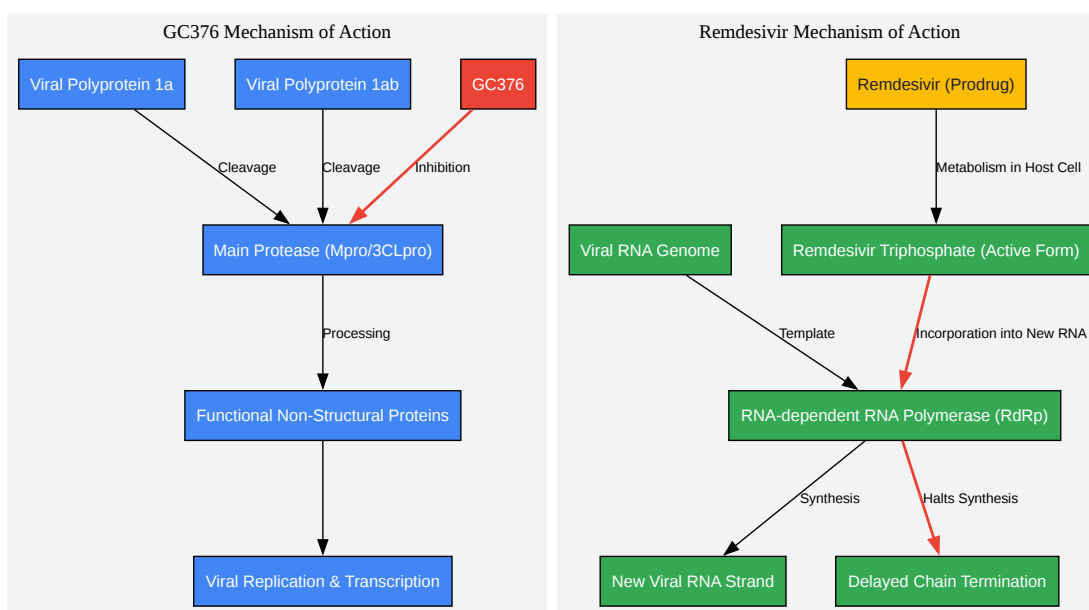 GC376 Mechanism of Action
Viral Polyprotein 1a
Viral Polyprotein 1ab
GC376
Cleavage
Cleavage
Inhibition
Main Protease (Mpro/3CLpro)
Processing
Functional Non-Structural Proteins
Viral Replication & Transcription
Remdesivir Mechanism of Action
Remdesivir (Prodrug)
Metabolism in Host Cell
Viral RNA Genome
Remdesivir Triphosphate (Active Form)
Template
Incorporation into New RNA
RNA-dependent RNA Polymerase (RdRp)
Synthesis
Halts Synthesis
New Viral RNA Strand
Delayed Chain Termination